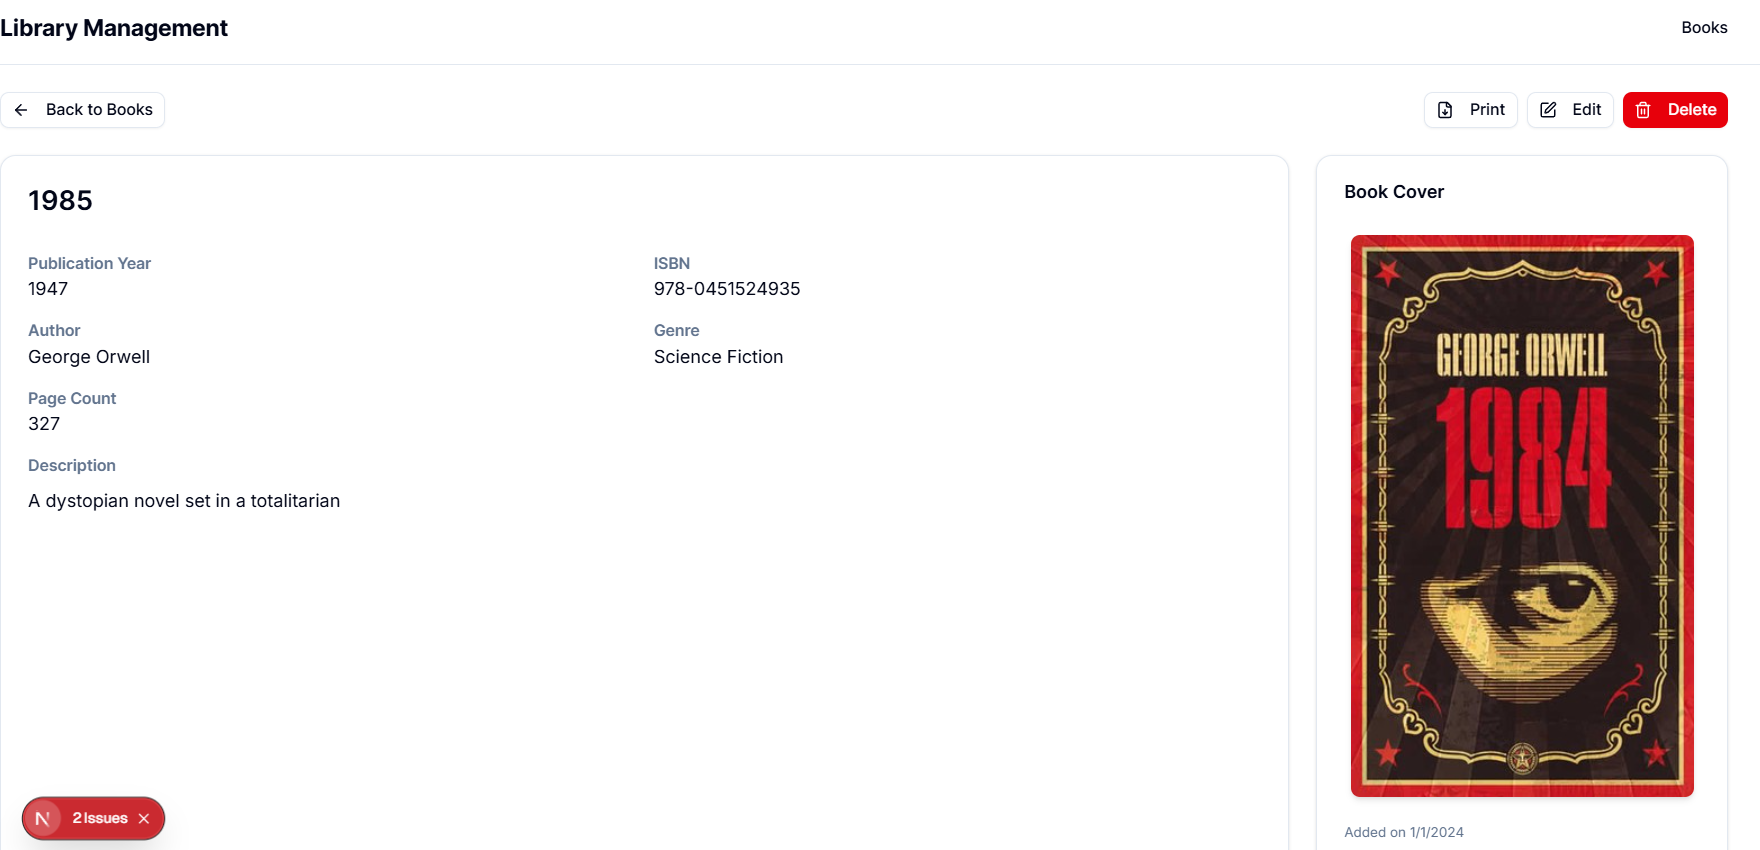 Library Management
Books
Back to Books
Print
Edit
Delete
1985
Publication Year
1947
ISBN
978-0451524935
Author
George Orwell
Genre
Science Fiction
Page Count
327
Description
A dystopian novel set in a totalitarian
Book Cover
GEORGE ORWELL
1984
Added on 1/1/2024
N
2 Issues